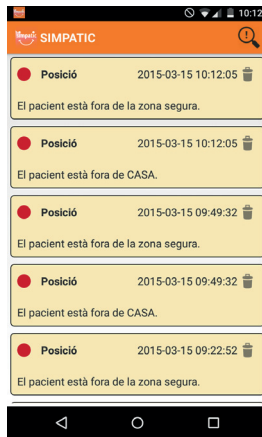 10:12
Simpatic SIMPATIC
Posició 2015-03-15 10:12:05
El pacient està fora de la zona segura.
Posició 2015-03-15 10:12:05
El pacient està fora de CASA.
Posició 2015-03-15 09:49:32
El pacient està fora de la zona segura.
Posició 2015-03-15 09:49:32
El pacient està fora de CASA.
Posició 2015-03-15 09:22:52
El pacient està fora de la zona segura.